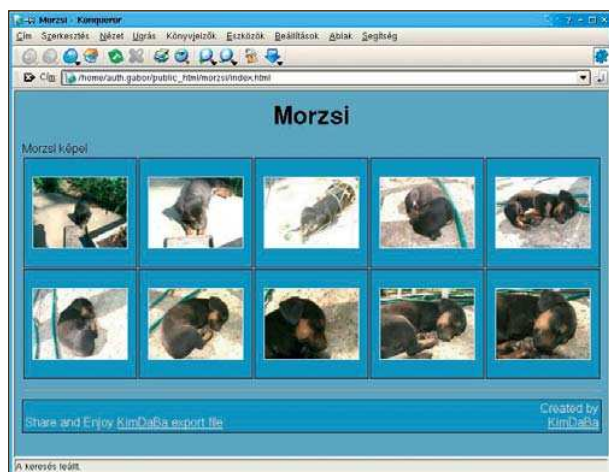 Morzsi - Konqueror
Cím Szerkesztés Nézet Ugrás Könyvjelzők Eszközök Beállítások Ablak Segítség
Cím: /home/auth.gabor/public_html/morzsi/index.html
Morzsi
Morzsi képei
Created by
Share and Enjoy KimDaBa export file KimDaBa
A keresés leállt.